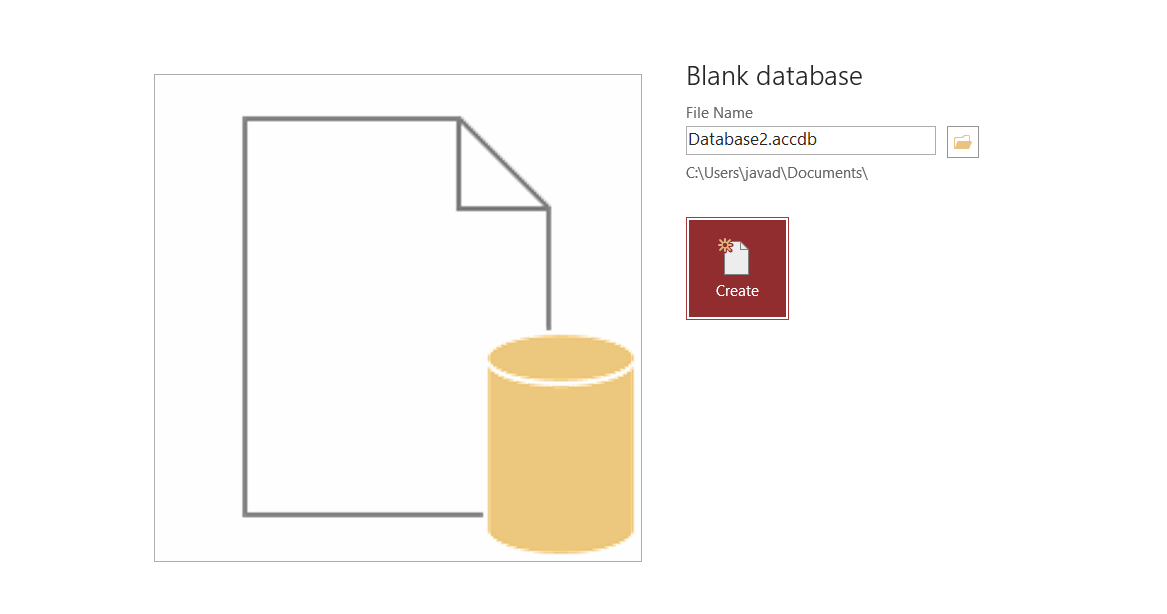 Blank database
File Name
Database2.accdb
C:\Users\javad\Documents\
Create